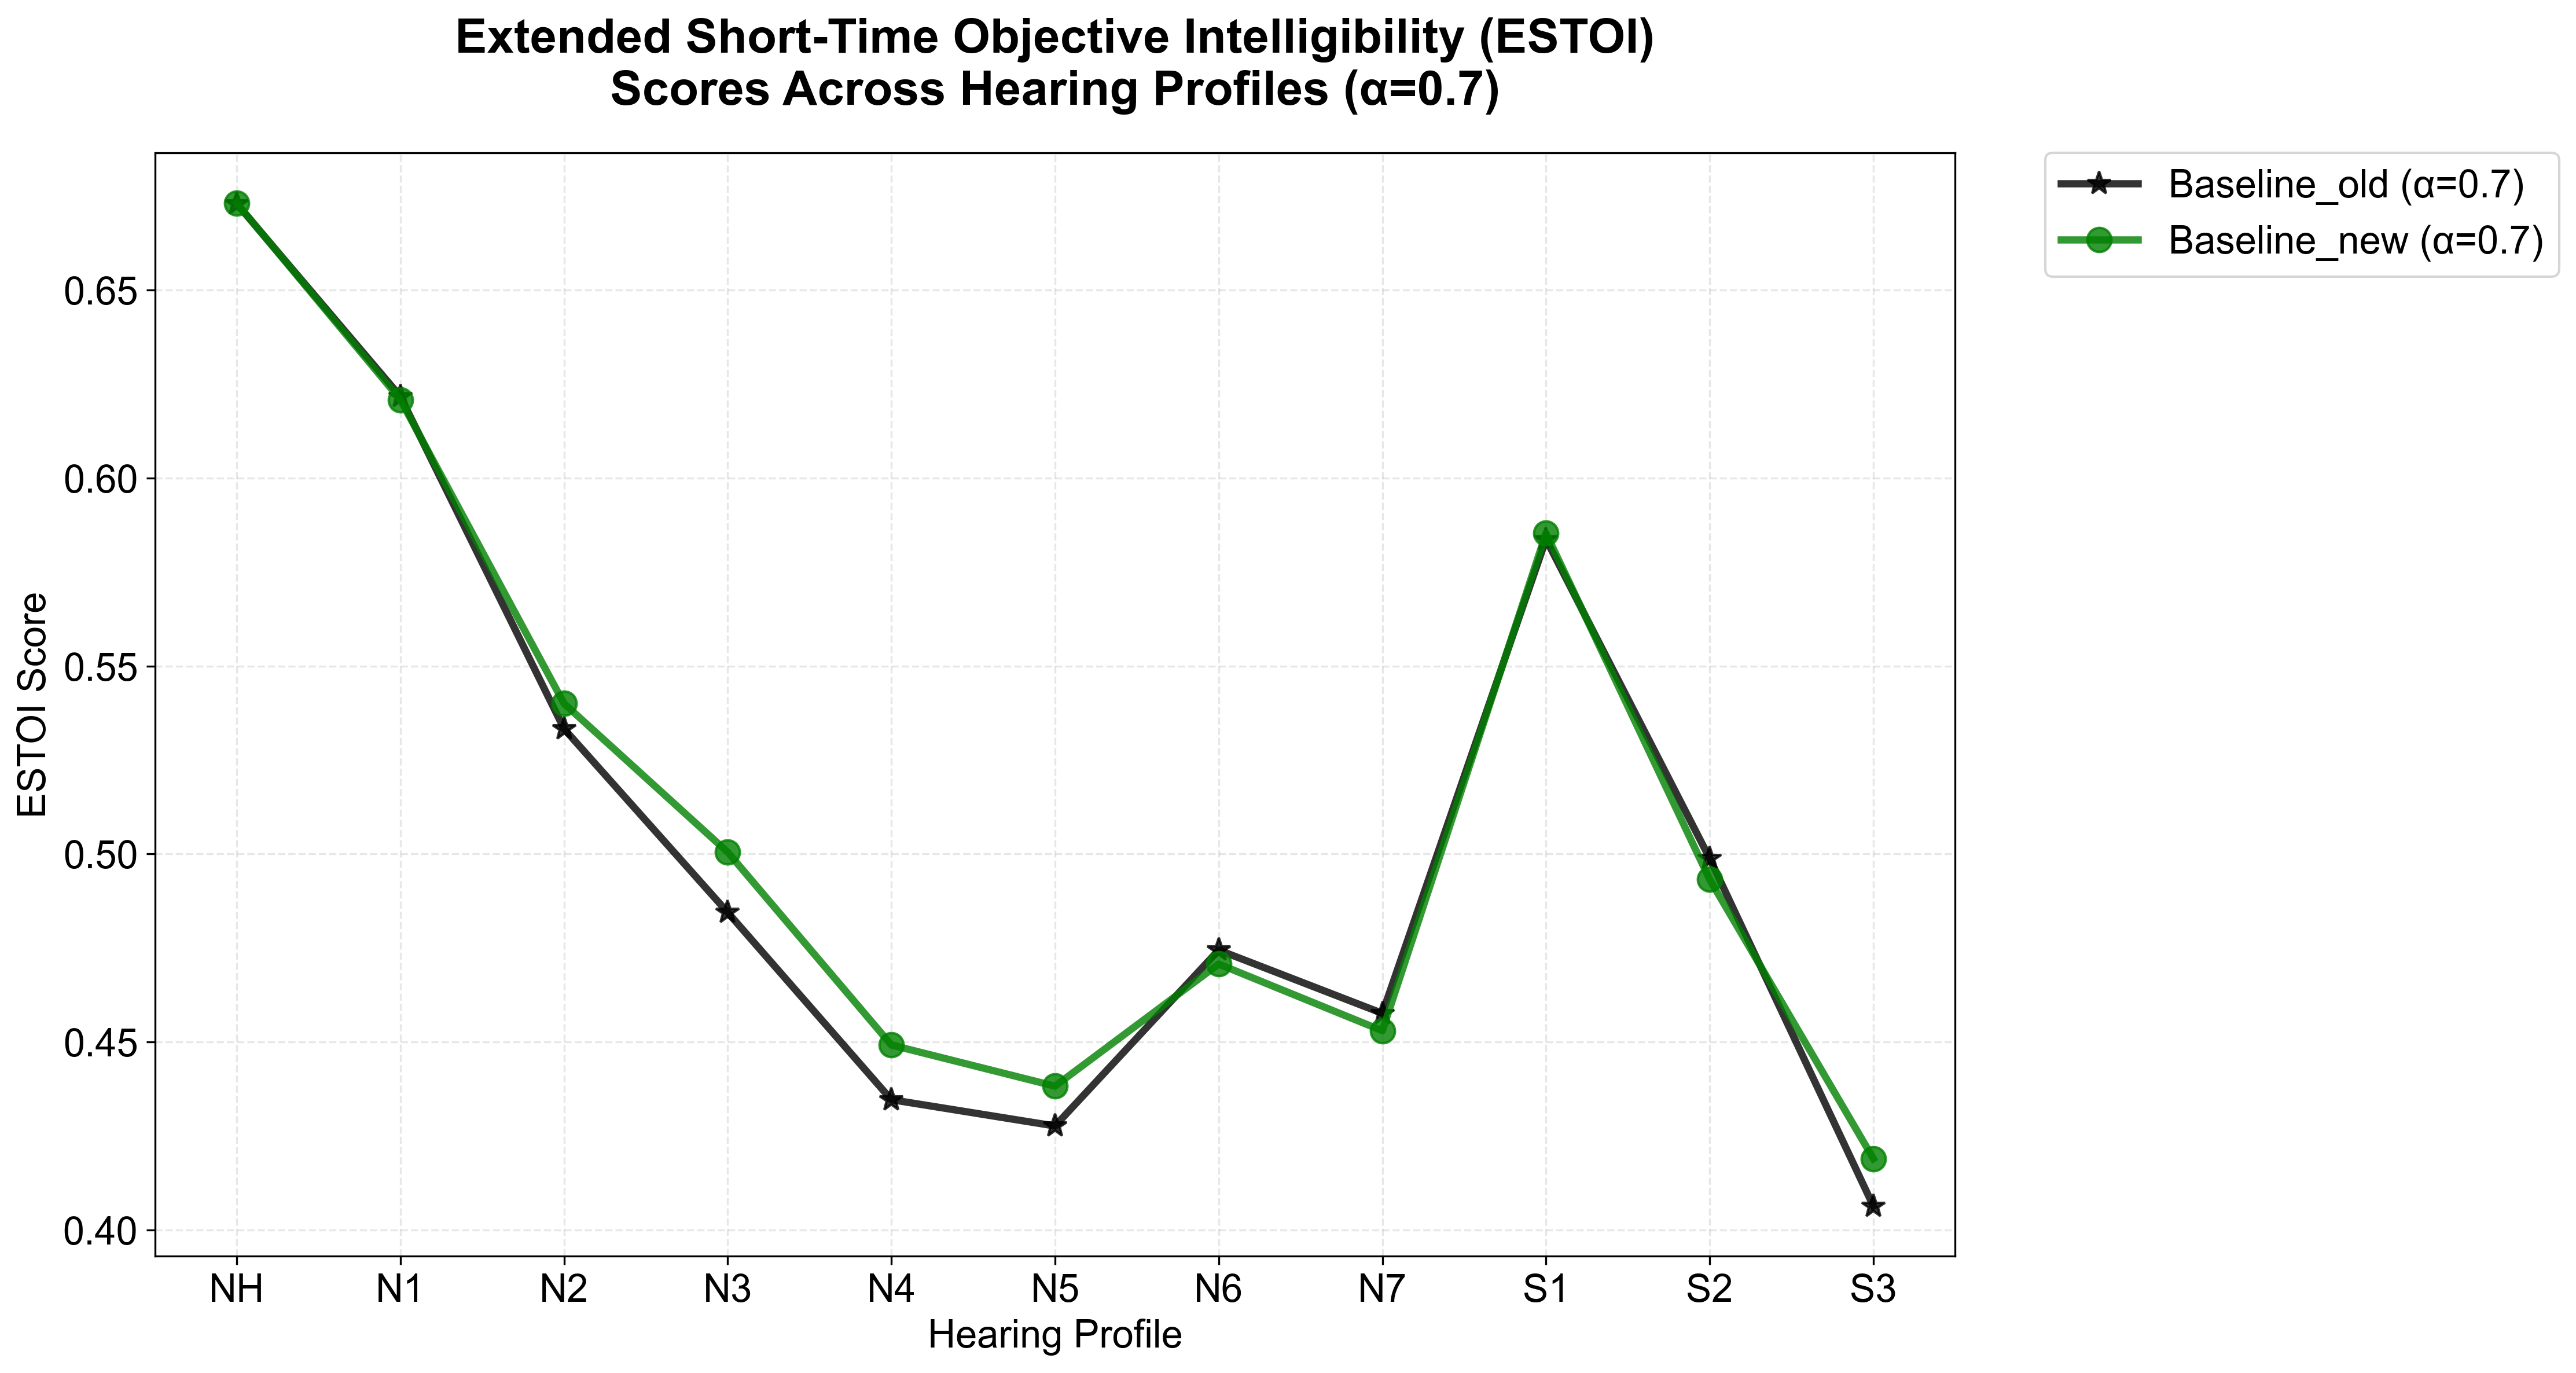 Extended Short-Time Objective Intelligibility (ESTOI)
Scores Across Hearing Profiles (α=0.7)
Baseline_old (α=0.7)
Baseline_new (α=0.7)
ESTOI Score
0.65
0.60
0.55
0.50
0.45
0.40
NH N1 N2 N3 N4 N5 N6 N7 S1 S2 S3
Hearing Profile